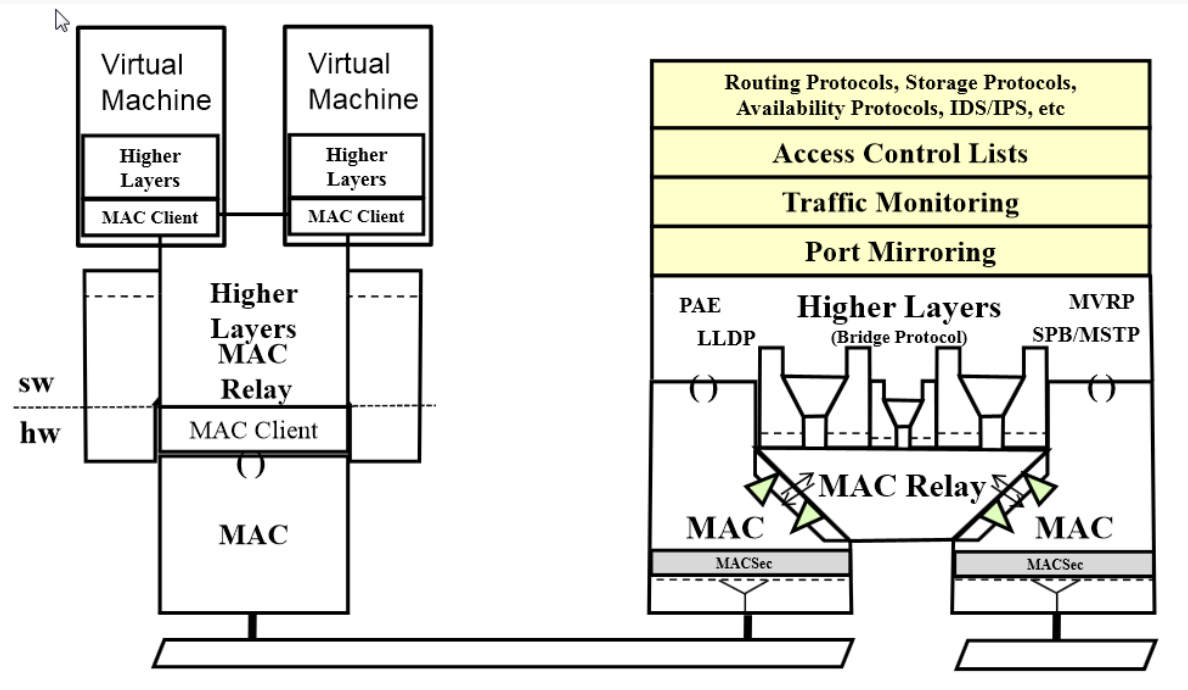 Virtual
Machine
Higher
Layers
MAC Client
Virtual
Machine
Higher
Layers
MAC Client
Higher
Layers
MAC
Relay
sw
hw
MAC Client
()
MAC
Routing Protocols, Storage Protocols,
Availability Protocols, IDS/IPS, etc
Access Control Lists
Traffic Monitoring
Port Mirroring
PAE
LLDP
Higher Layers
(Bridge Protocol)
MVRP
SPB/MSTP
()
()
MAC Relay
MAC
MAC
MACSec
MACSec